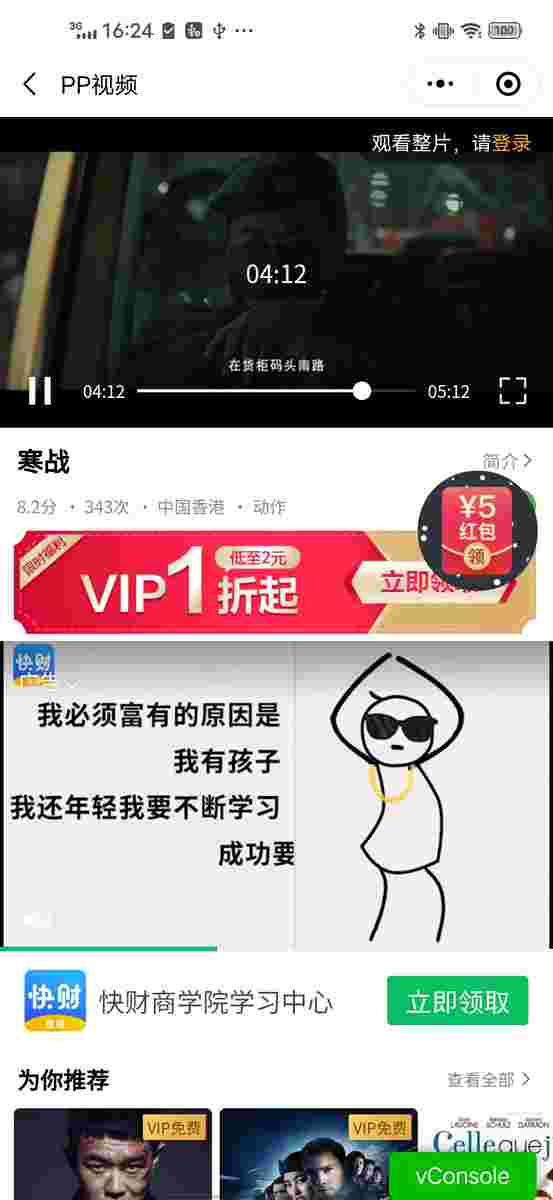 3G 16:24 ···
100
PP视频
观看整片，请登录
04:12
在货柜码头南路
04:12
05:12
寒战
简介
8.2分 · 343次 · 中国香港 · 动作
¥5
红包
领
限时福利
VIP1折起
低至2元
立即领取
快财
广告
我必须富有的原因是
我有孩子
我还年轻我要不断学习
成功要
快财
快财商学院学习中心
立即领取
为你推荐
查看全部
VIP免费
VIP免费
vConsole